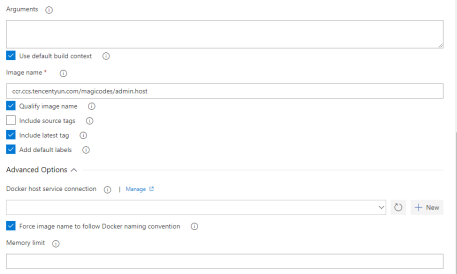 Arguments
Use default build context
Image name *
ccr.ccs.tencentyun.com/magicodes/admin.host
Qualify image name
Include source tags
Include latest tag
Add default labels
Advanced Options
Docker host service connection | Manage
New
Force image name to follow Docker naming convention
Memory limit